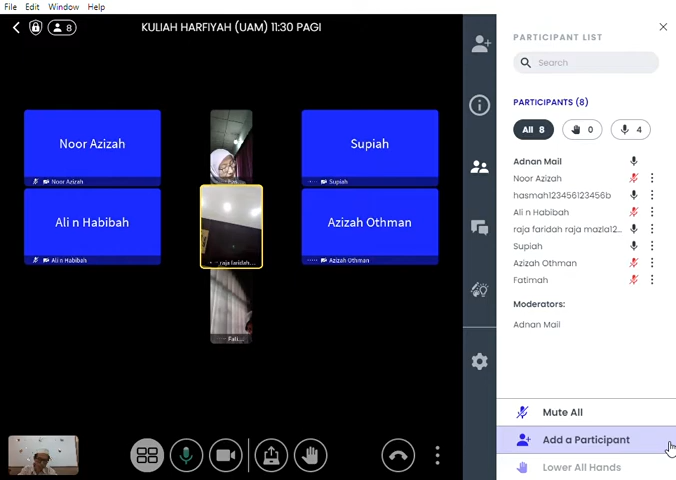 File Edit Window Help
8
KULIAH HARFIYAH (UAM) 11:30 PAGI
PARTICIPANT LIST
Search
PARTICIPANTS (8)
All 8
0
4
Adnan Mail
Noor Azizah
hasmah123456123456b
Ali n Habibah
raja faridah raja mazla12...
Supiah
Azizah Othman
Fatimah
Moderators:
Adnan Mail
Mute All
Add a Participant
Lower All Hands
Noor Azizah
Noor Azizah
Supiah
Supiah
Ali n Habibah
Ali n Habibah
raja faridah...
Azizah Othman
Azizah Othman
Fati...